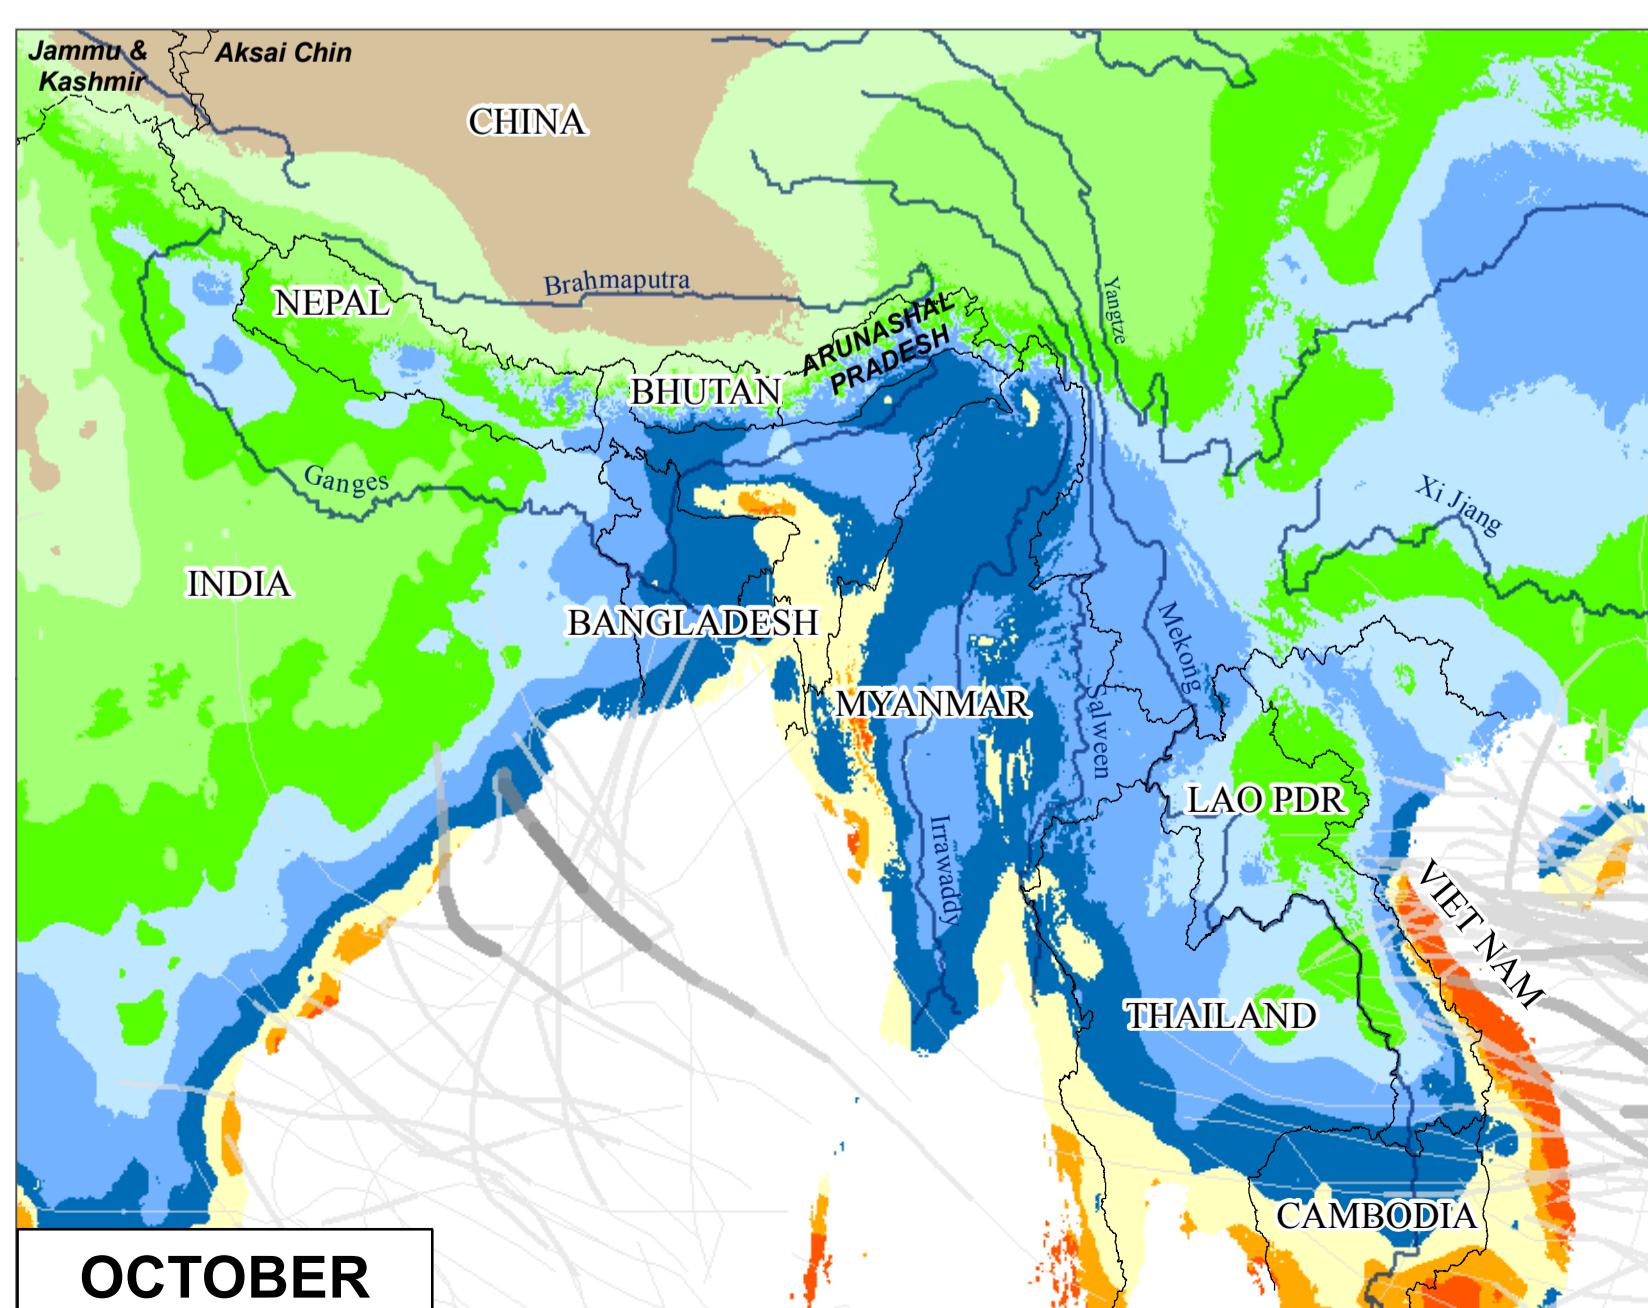 Jammu &
Kashmir
Aksai Chin
CHINA
Brahmaputra
NEPAL
Yangtze
ARUNASHAL
PRADESH
BHUTAN
Ganges
Xi Jjang
INDIA
BANGLADESH
Mekong
MYANMAR
Salween
LAO PDR
Irrawaddy
VIET NAM
THAILAND
CAMBODIA
OCTOBER